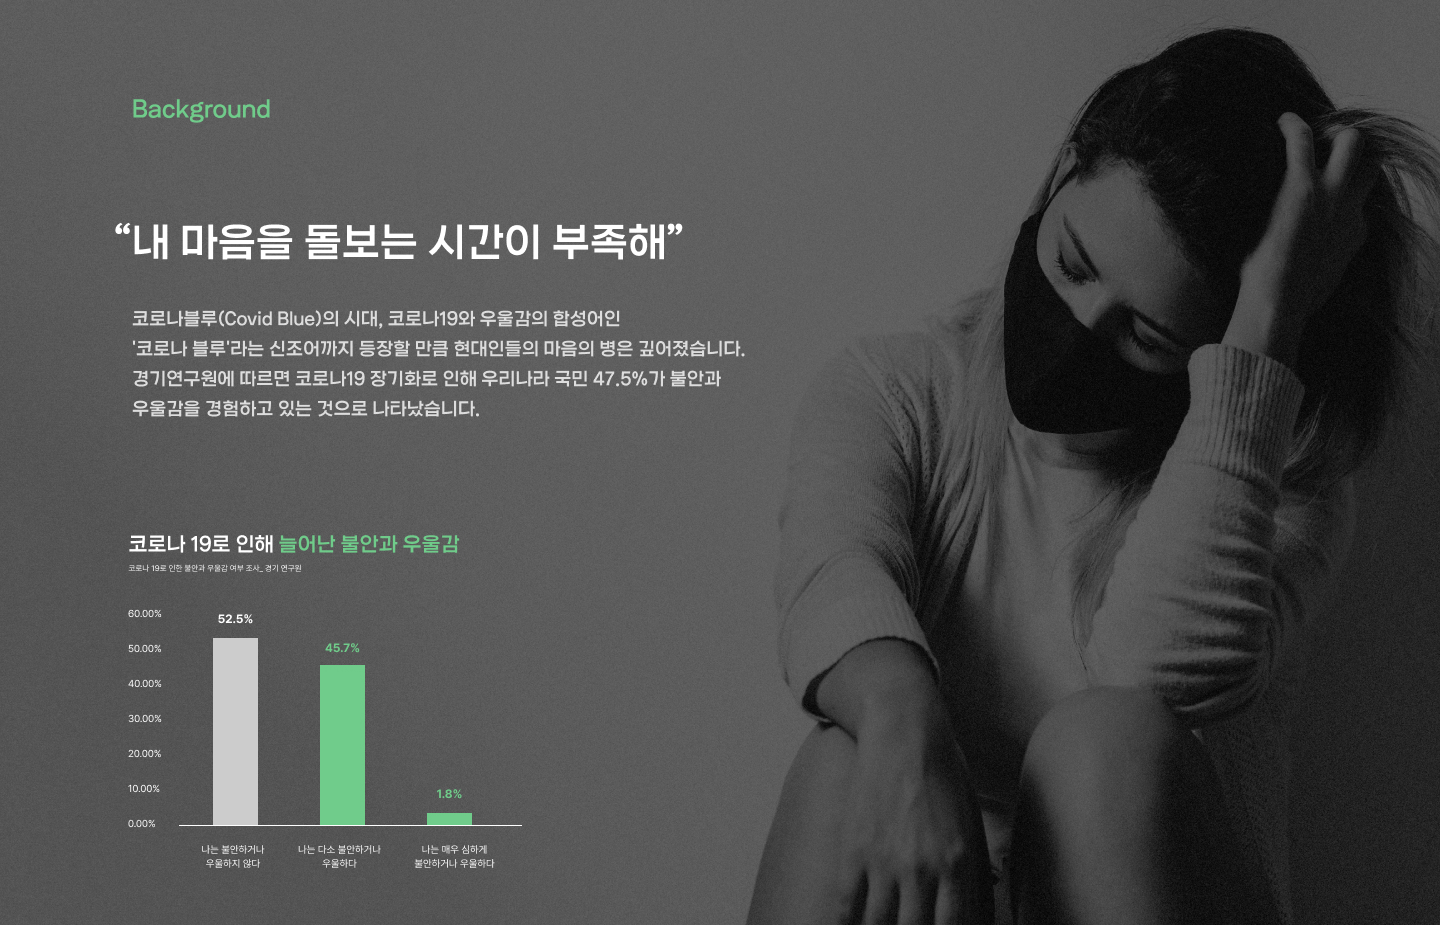 Background
“내 마음을 돌보는 시간이 부족해”
코로나블루(Covid Blue)의 시대, 코로나19와 우울감의 합성어인
'코로나 블루'라는 신조어까지 등장할 만큼 현대인들의 마음의 병은 깊어졌습니다.
경기연구원에 따르면 코로나19 장기화로 인해 우리나라 국민 47.5%가 불안과
우울감을 경험하고 있는 것으로 나타났습니다.
코로나 19로 인해 늘어난 불안과 우울감
코로나 19로 인한 불안과 우울감 여부 조사_ 경기 연구원
60.00%
50.00%
40.00%
30.00%
20.00%
10.00%
0.00%
52.5%
45.7%
1.8%
나는 불안하거나
우울하지 않다
나는 다소 불안하거나
우울하다
나는 매우 심하게
불안하거나 우울하다